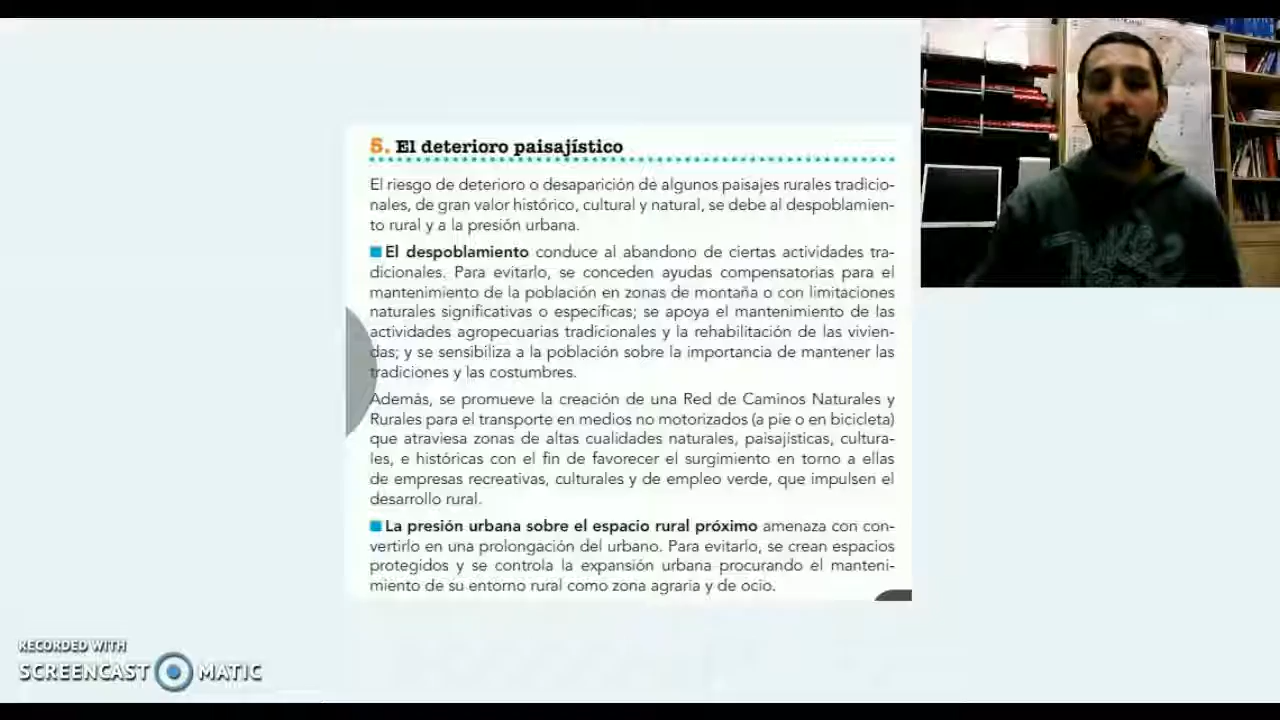 5. El deterioro paisajístico
El riesgo de deterioro o desaparición de algunos paisajes rurales tradicio-
nales, de gran valor histórico, cultural y natural, se debe al despoblamien-
to rural y a la presión urbana.
El despoblamiento conduce al abandono de ciertas actividades tra-
dicionales. Para evitarlo, se conceden ayudas compensatorias para el
mantenimiento de la población en zonas de montaña o con limitaciones
naturales significativas o específicas; se apoya el mantenimiento de las
actividades agropecuarias tradicionales y la rehabilitación de las vivien-
das; y se sensibiliza a la población sobre la importancia de mantener las
tradiciones y las costumbres.
Además, se promueve la creación de una Red de Caminos Naturales y
Rurales para el transporte en medios no motorizados (a pie o en bicicleta)
que atraviesa zonas de altas cualidades naturales, paisajísticas, cultura-
les, e históricas con el fin de favorecer el surgimiento en torno a ellas
de empresas recreativas, culturales y de empleo verde, que impulsen el
desarrollo rural.
La presión urbana sobre el espacio rural próximo amenaza con con-
vertirlo en una prolongación del urbano. Para evitarlo, se crean espacios
protegidos y se controla la expansión urbana procurando el manteni-
miento de su entorno rural como zona agraria y de ocio.
RECORDED WITH
SCREENCAST MATIC